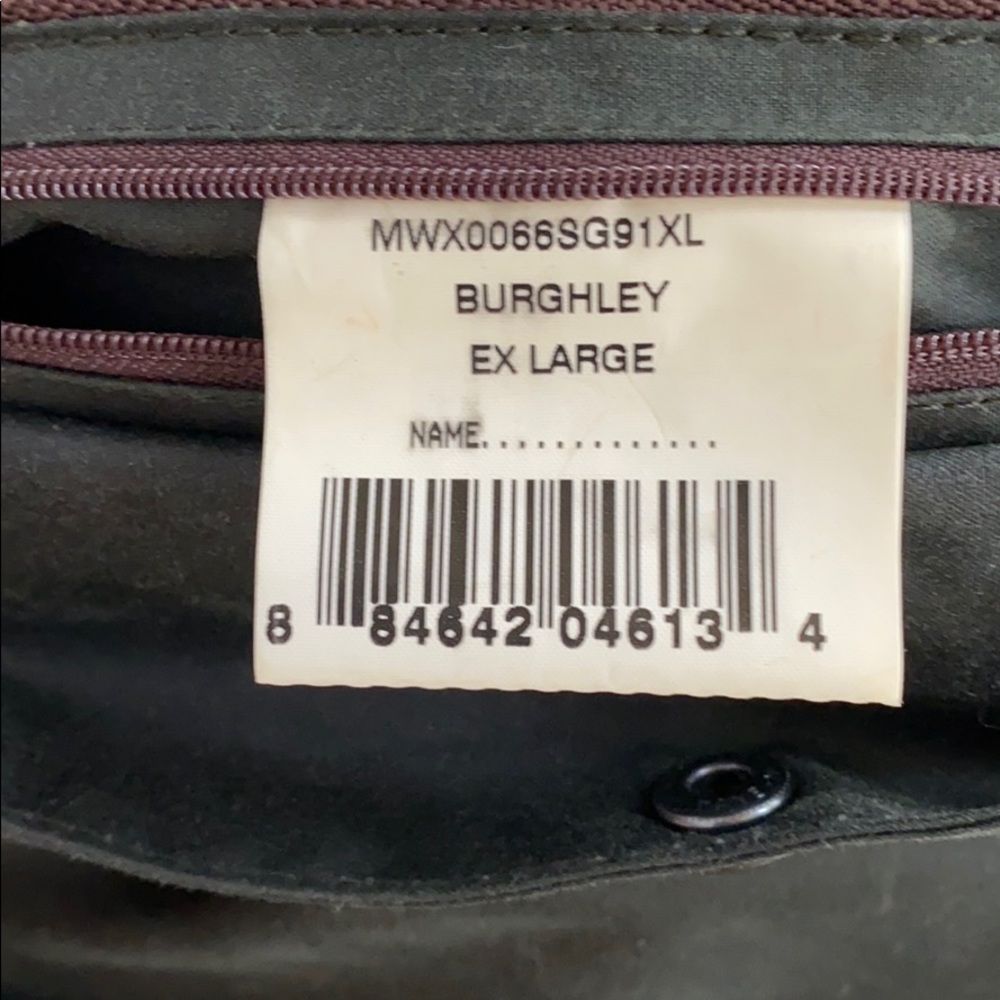 MWX0066SG91XL
BURGHLEY
EX LARGE
NAME.............
8 84642 04613 4